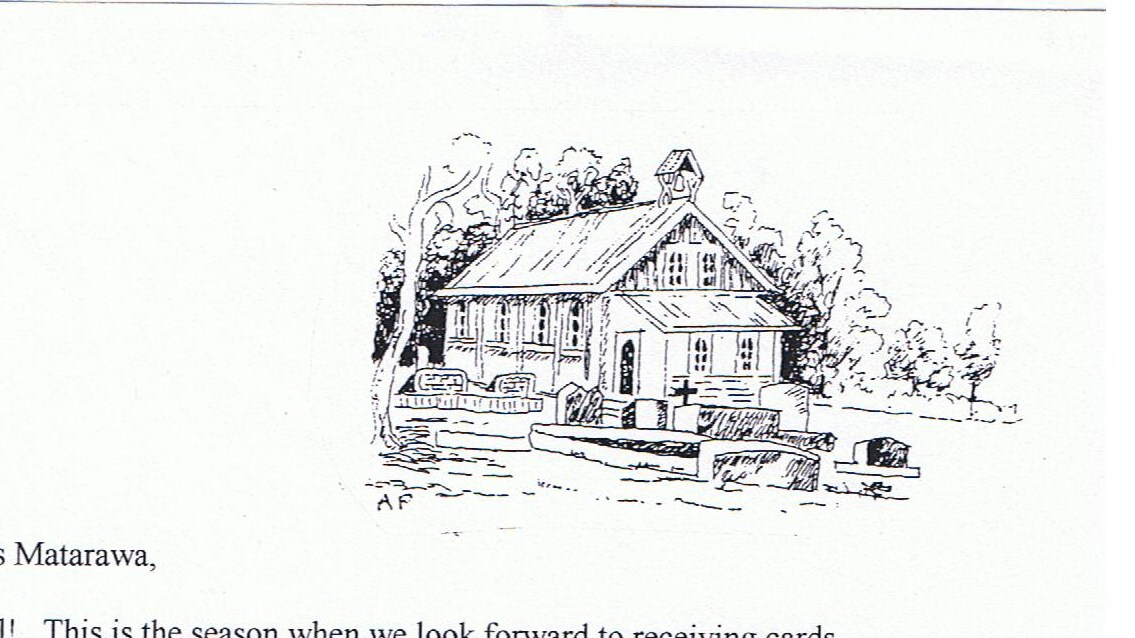 AF
s Matarawa,
l! This is the season when we look forward to receiving cards